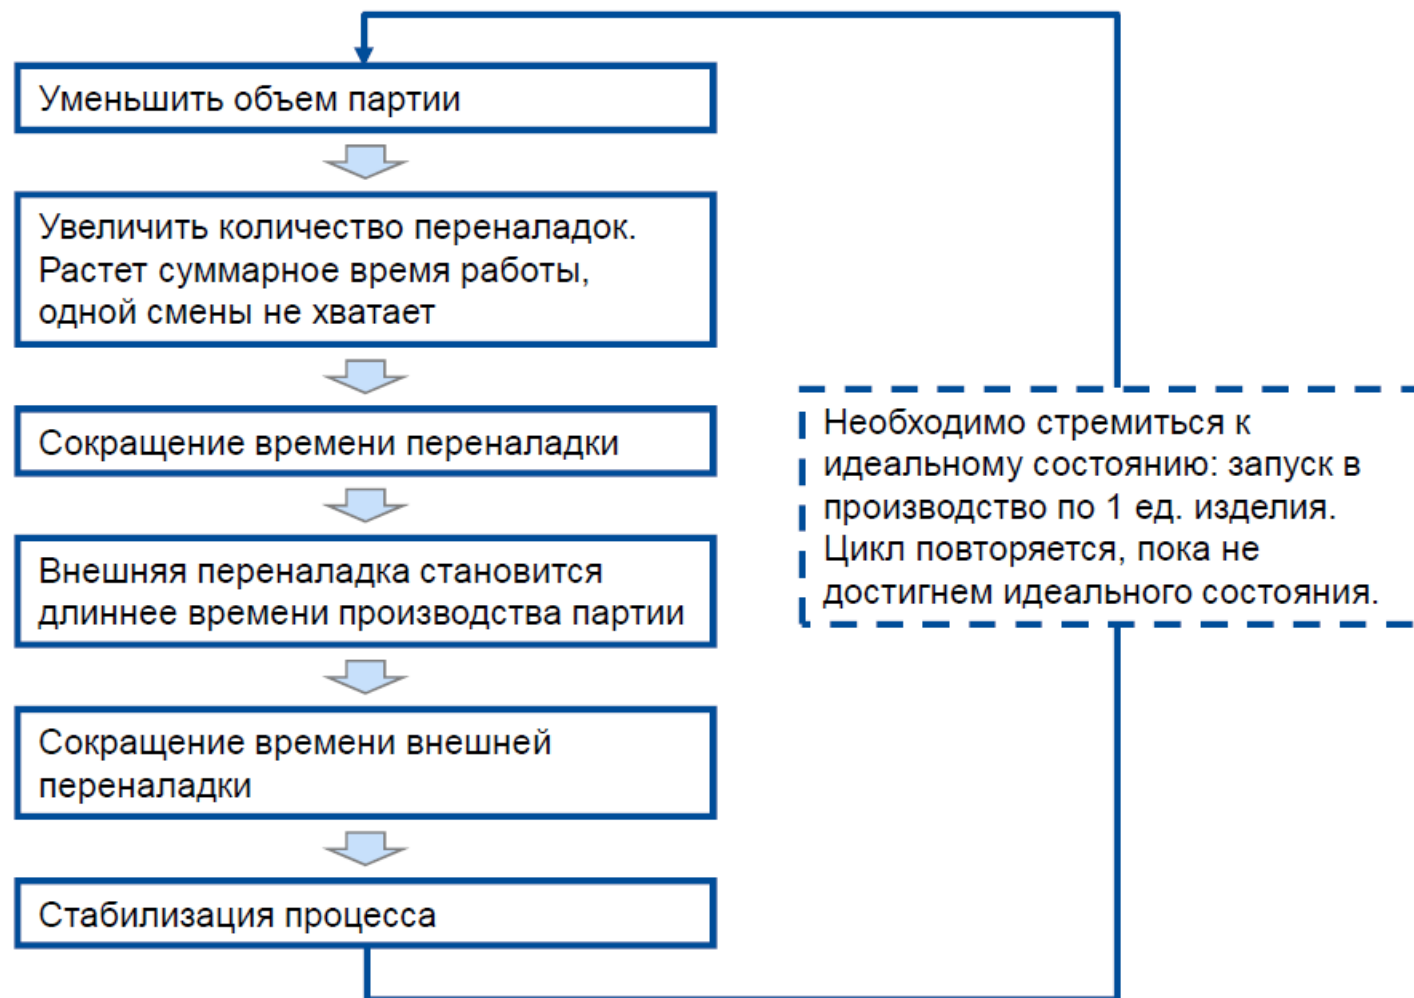 Уменьшить объем партии
Увеличить количество переналадок.
Растет суммарное время работы,
одной смены не хватает
Сокращение времени переналадки
Внешняя переналадка становится
длиннее времени производства партии
Сокращение времени внешней
переналадки
Стабилизация процесса
Необходимо стремиться к
идеальному состоянию: запуск в
производство по 1 ед. изделия.
Цикл повторяется, пока не
достигнем идеального состояния.